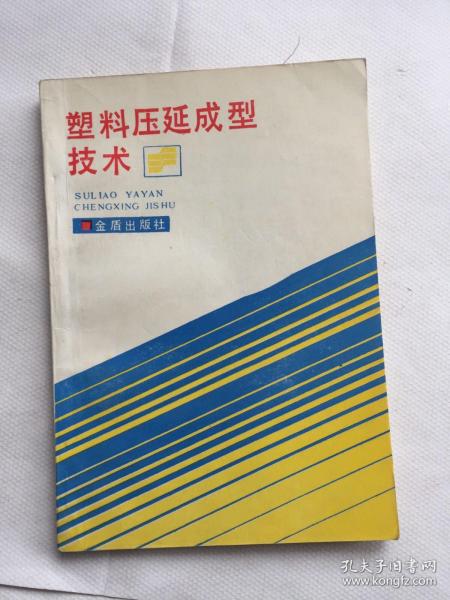 塑料压延成型
技术
SULIAO YAYAN
CHENGXING JISHU
金盾出版社
孔夫子旧书网
www.kongfz.com